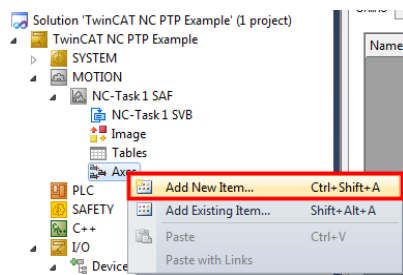 Solution 'TwinCAT NC PTP Example' (1 project)
TwinCAT NC PTP Example
SYSTEM
MOTION
NC-Task 1 SAF
NC-Task 1 SVB
Image
Tables
Axes
PLC
SAFETY
C++
I/O
Device
Name
Add New Item... Ctrl+Shift+A
Add Existing Item... Shift+Alt+A
Paste Ctrl+V
Paste with Links